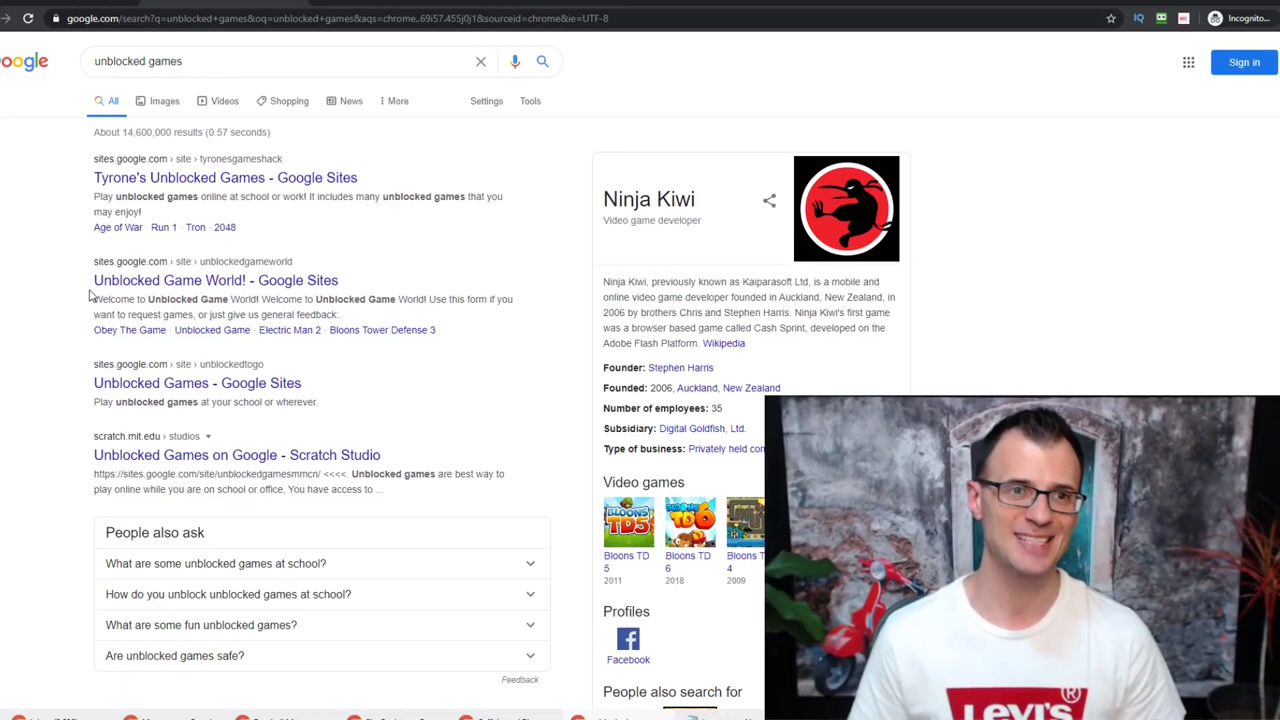 google.com/search?q=unblocked+games&oq=unblocked+games&aqs=chrome..69i57.455j0j1&sourceid=chrome&ie=UTF-8
Incognito...
unblocked games
Sign in
All Images Videos Shopping News More Settings Tools
About 14,600,000 results (0.57 seconds)
sites.google.com › site › tyronesgameshack
Tyrone's Unblocked Games - Google Sites
Play unblocked games online at school or work! It includes many unblocked games that you
may enjoy!
Age of War · Run 1 · Tron · 2048
sites.google.com › site › unblockedgameworld
Unblocked Game World! - Google Sites
Welcome to Unblocked Game World! Welcome to Unblocked Game World! Use this form if you
want to request games, or just give us general feedback:.
Obey The Game · Unblocked Game · Electric Man 2 · Bloons Tower Defense 3
sites.google.com › site › unblockedtogo
Unblocked Games - Google Sites
Play unblocked games at your school or wherever.
scratch.mit.edu › studios
Unblocked Games on Google - Scratch Studio
https://sites.google.com/site/unblockedgamesmmcn/ <<<<. Unblocked games are best way to
play online while you are on school or office, You have access to ...
People also ask
What are some unblocked games at school?
How do you unblock unblocked games at school?
What are some fun unblocked games?
Are unblocked games safe?
Feedback
Ninja Kiwi
Video game developer
Ninja Kiwi, previously known as Kaiparasoft Ltd, is a mobile and
online video game developer founded in Auckland, New Zealand, in
2006 by brothers Chris and Stephen Harris. Ninja Kiwi's first game
was a browser based game called Cash Sprint, developed on the
Adobe Flash Platform. Wikipedia
Founder: Stephen Harris
Founded: 2006, Auckland, New Zealand
Number of employees: 35
Subsidiary: Digital Goldfish, Ltd.
Type of business: Privately held
Video games
BLOONS TD5
BLOONS TD6
Bloons TD
5
2011
Bloons TD
6
2018
Bloons T
4
2009
Profiles
Facebook
People also search for
Levi's
®